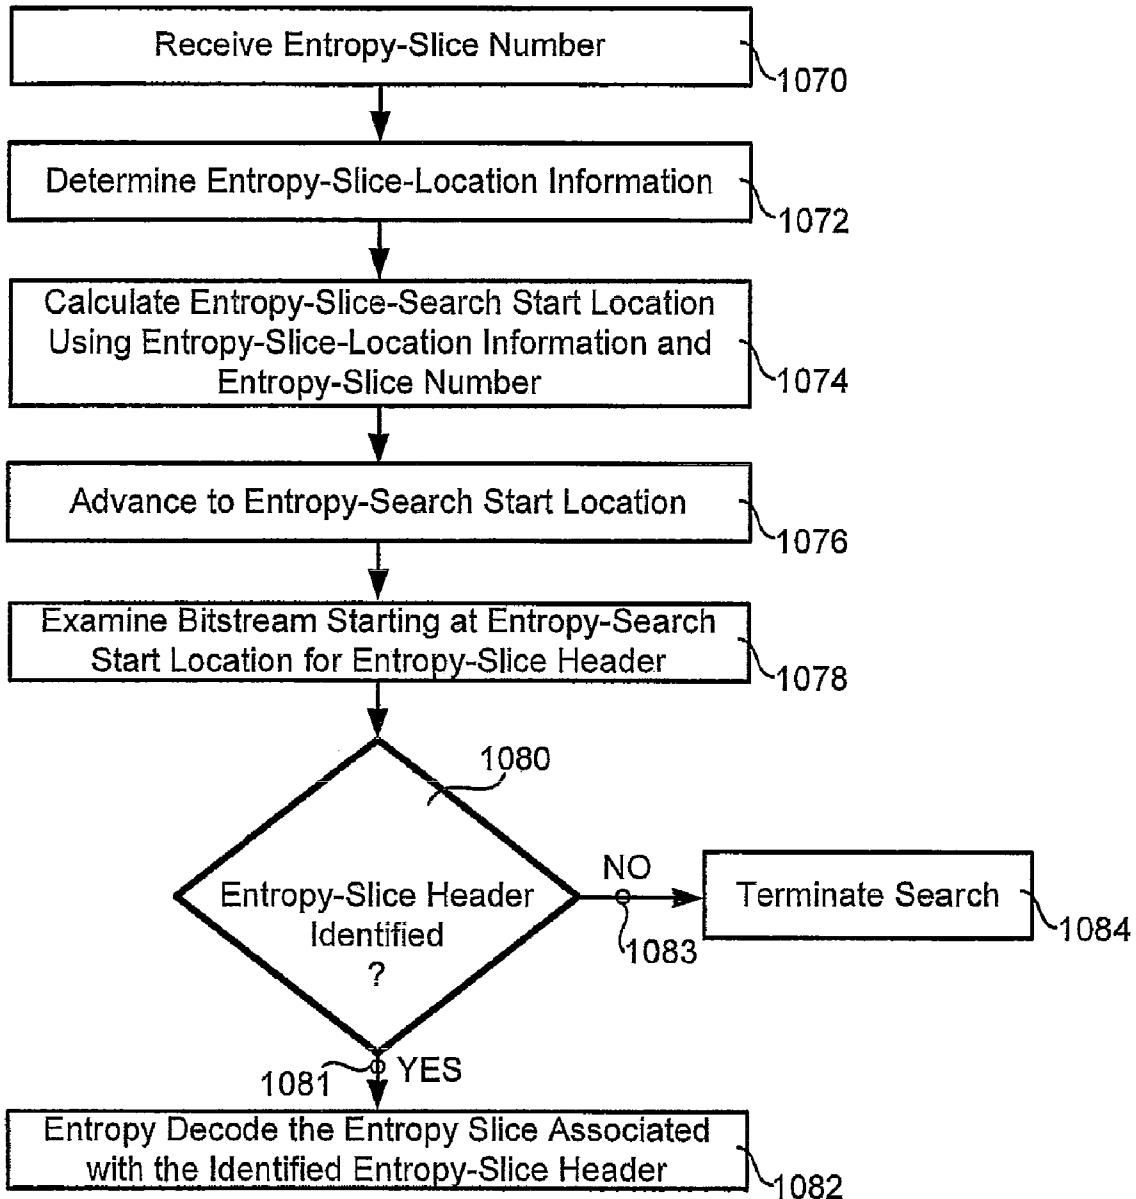 Receive Entropy-Slice Number
1070
Determine Entropy-Slice-Location Information
1072
Calculate Entropy-Slice-Search Start Location
Using Entropy-Slice-Location Information and
Entropy-Slice Number
1074
Advance to Entropy-Search Start Location
1076
Examine Bitstream Starting at Entropy-Search
Start Location for Entropy-Slice Header
1078
1080
Entropy-Slice Header
Identified
?
NO
1083
Terminate Search
1084
1081
YES
Entropy Decode the Entropy Slice Associated
with the Identified Entropy-Slice Header
1082